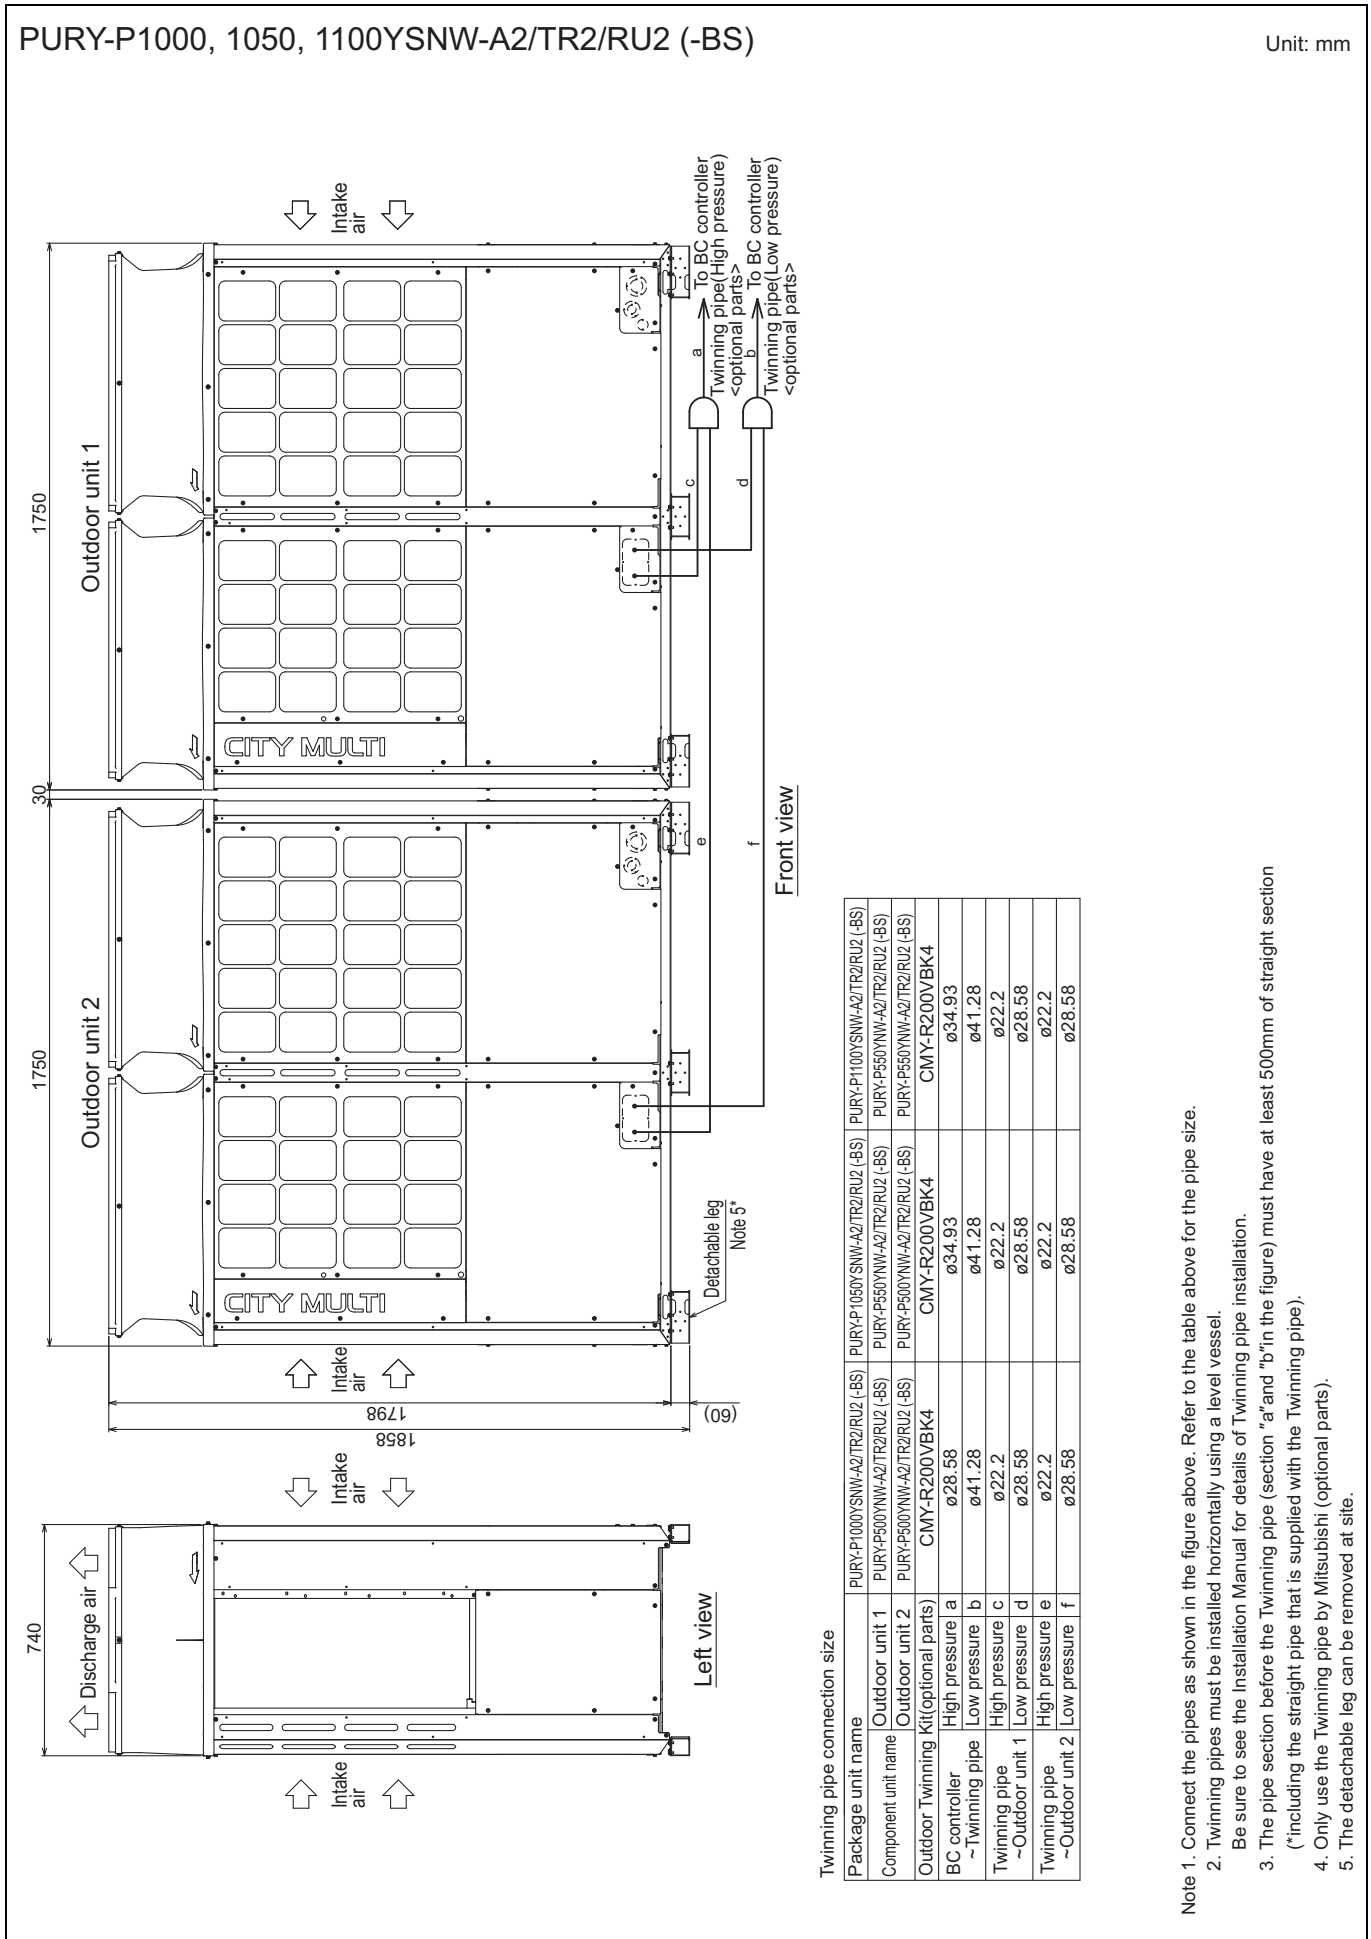 PURY-P1000, 1050, 1100YSNW-A2/TR2/RU2 (-BS)
Unit: mm
740
Discharge air
Intake
air
Intake
air
Left view
1750
30
1750
Outdoor unit 2
Outdoor unit 1
CITY MULTI
CITY MULTI
Intake
air
Intake
air
1798
1858
(60)
Detachable leg
Note 5*
e
f
c
d
a
b
To BC controller
Twinning pipe(High pressure)
<optional parts>
To BC controller
Twinning pipe(Low pressure)
<optional parts>
Front view
Twinning pipe connection size
Package unit name PURY-P1000YSNW-A2/TR2/RU2 (-BS) PURY-P1050YSNW-A2/TR2/RU2 (-BS) PURY-P1100YSNW-A2/TR2/RU2 (-BS)
Component unit name Outdoor unit 1 PURY-P500YNW-A2/TR2/RU2 (-BS) PURY-P550YNW-A2/TR2/RU2 (-BS) PURY-P550YNW-A2/TR2/RU2 (-BS)
Outdoor unit 2 PURY-P500YNW-A2/TR2/RU2 (-BS) PURY-P500YNW-A2/TR2/RU2 (-BS) PURY-P550YNW-A2/TR2/RU2 (-BS)
Outdoor Twinning Kit(optional parts) CMY-R200VBK4 CMY-R200VBK4 CMY-R200VBK4
BC controller High pressure a ø28.58 ø34.93 ø34.93
~Twinning pipe Low pressure b ø41.28 ø41.28 ø41.28
Twinning pipe High pressure c ø22.2 ø22.2 ø22.2
~Outdoor unit 1 Low pressure d ø28.58 ø28.58 ø28.58
Twinning pipe High pressure e ø22.2 ø22.2 ø22.2
~Outdoor unit 2 Low pressure f ø28.58 ø28.58 ø28.58
Note 1. Connect the pipes as shown in the figure above. Refer to the table above for the pipe size.
2. Twinning pipes must be installed horizontally using a level vessel.
Be sure to see the Installation Manual for details of Twinning pipe installation.
3. The pipe section before the Twinning pipe (section "a"and "b"in the figure) must have at least 500mm of straight section
(*including the straight pipe that is supplied with the Twinning pipe).
4. Only use the Twinning pipe by Mitsubishi (optional parts).
5. The detachable leg can be removed at site.